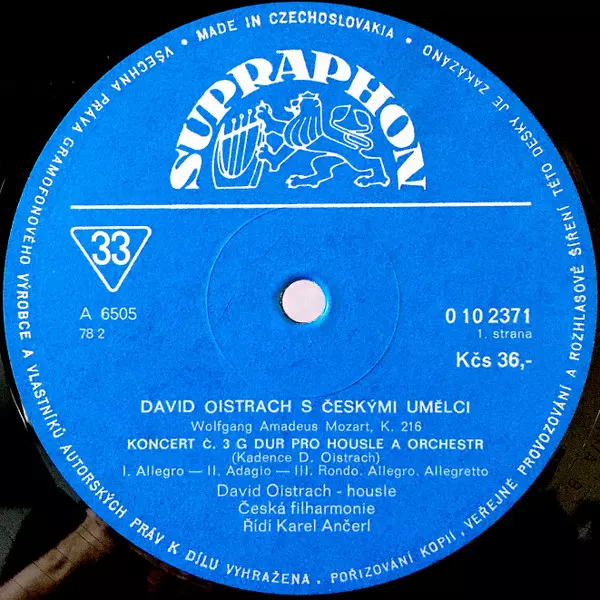 VŠECHNA PRÁVA GRAMOFONOVÉHO VÝROBCE A VLASTNÍKŮ AUTORSKÝCH PRÁV K DÍLU VYHRAŽENA. POŘIZOVÁNÍ KOPIÍ, VEŘEJNÉ PROVOZOVÁNÍ A ROZHLASOVÉ ŠÍŘENÍ TÉTO DESKY JE ZAKÁZÁNO • MADE IN CZECHOSLOVAKIA •
SUPRAPHON
33
A 6505
78 2
0 10 2371
1. strana
Kčs 36,-
DAVID OISTRACH S ČESKÝMI UMĚLCI
Wolfgang Amadeus Mozart, K. 216
KONCERT č. 3 G DUR PRO HOUSLE A ORCHESTR
(Kadence D. Oistrach)
I. Allegro — II. Adagio — III. Rondo. Allegro. Allegretto
David Oistrach - housle
Česká filharmonie
Řídí Karel Ančerl